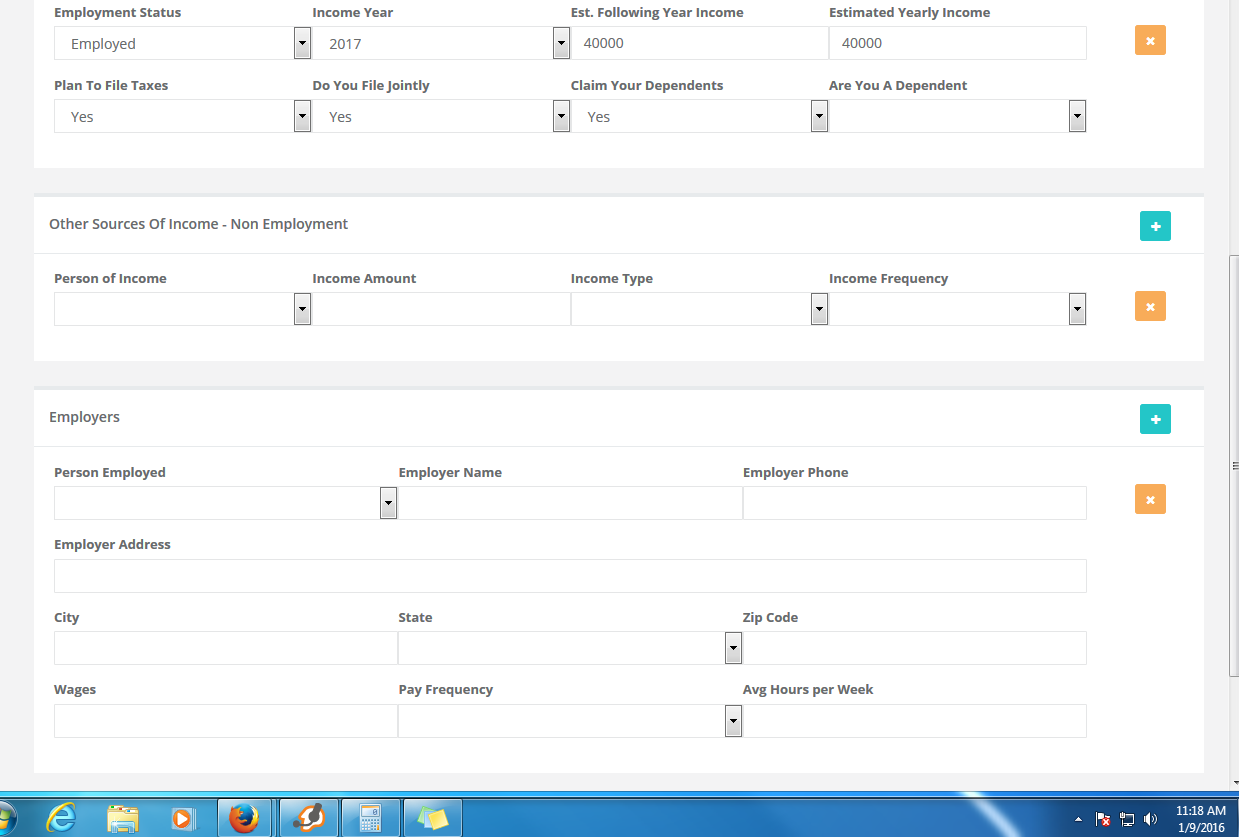 Employment Status Income Year Est. Following Year Income Estimated Yearly Income
Employed 2017 40000 40000
Plan To File Taxes Do You File Jointly Claim Your Dependents Are You A Dependent
Yes Yes Yes
Other Sources Of Income - Non Employment
Person of Income Income Amount Income Type Income Frequency
Employers
Person Employed Employer Name Employer Phone
Employer Address
City State Zip Code
Wages Pay Frequency Avg Hours per Week
11:18 AM
1/9/2016